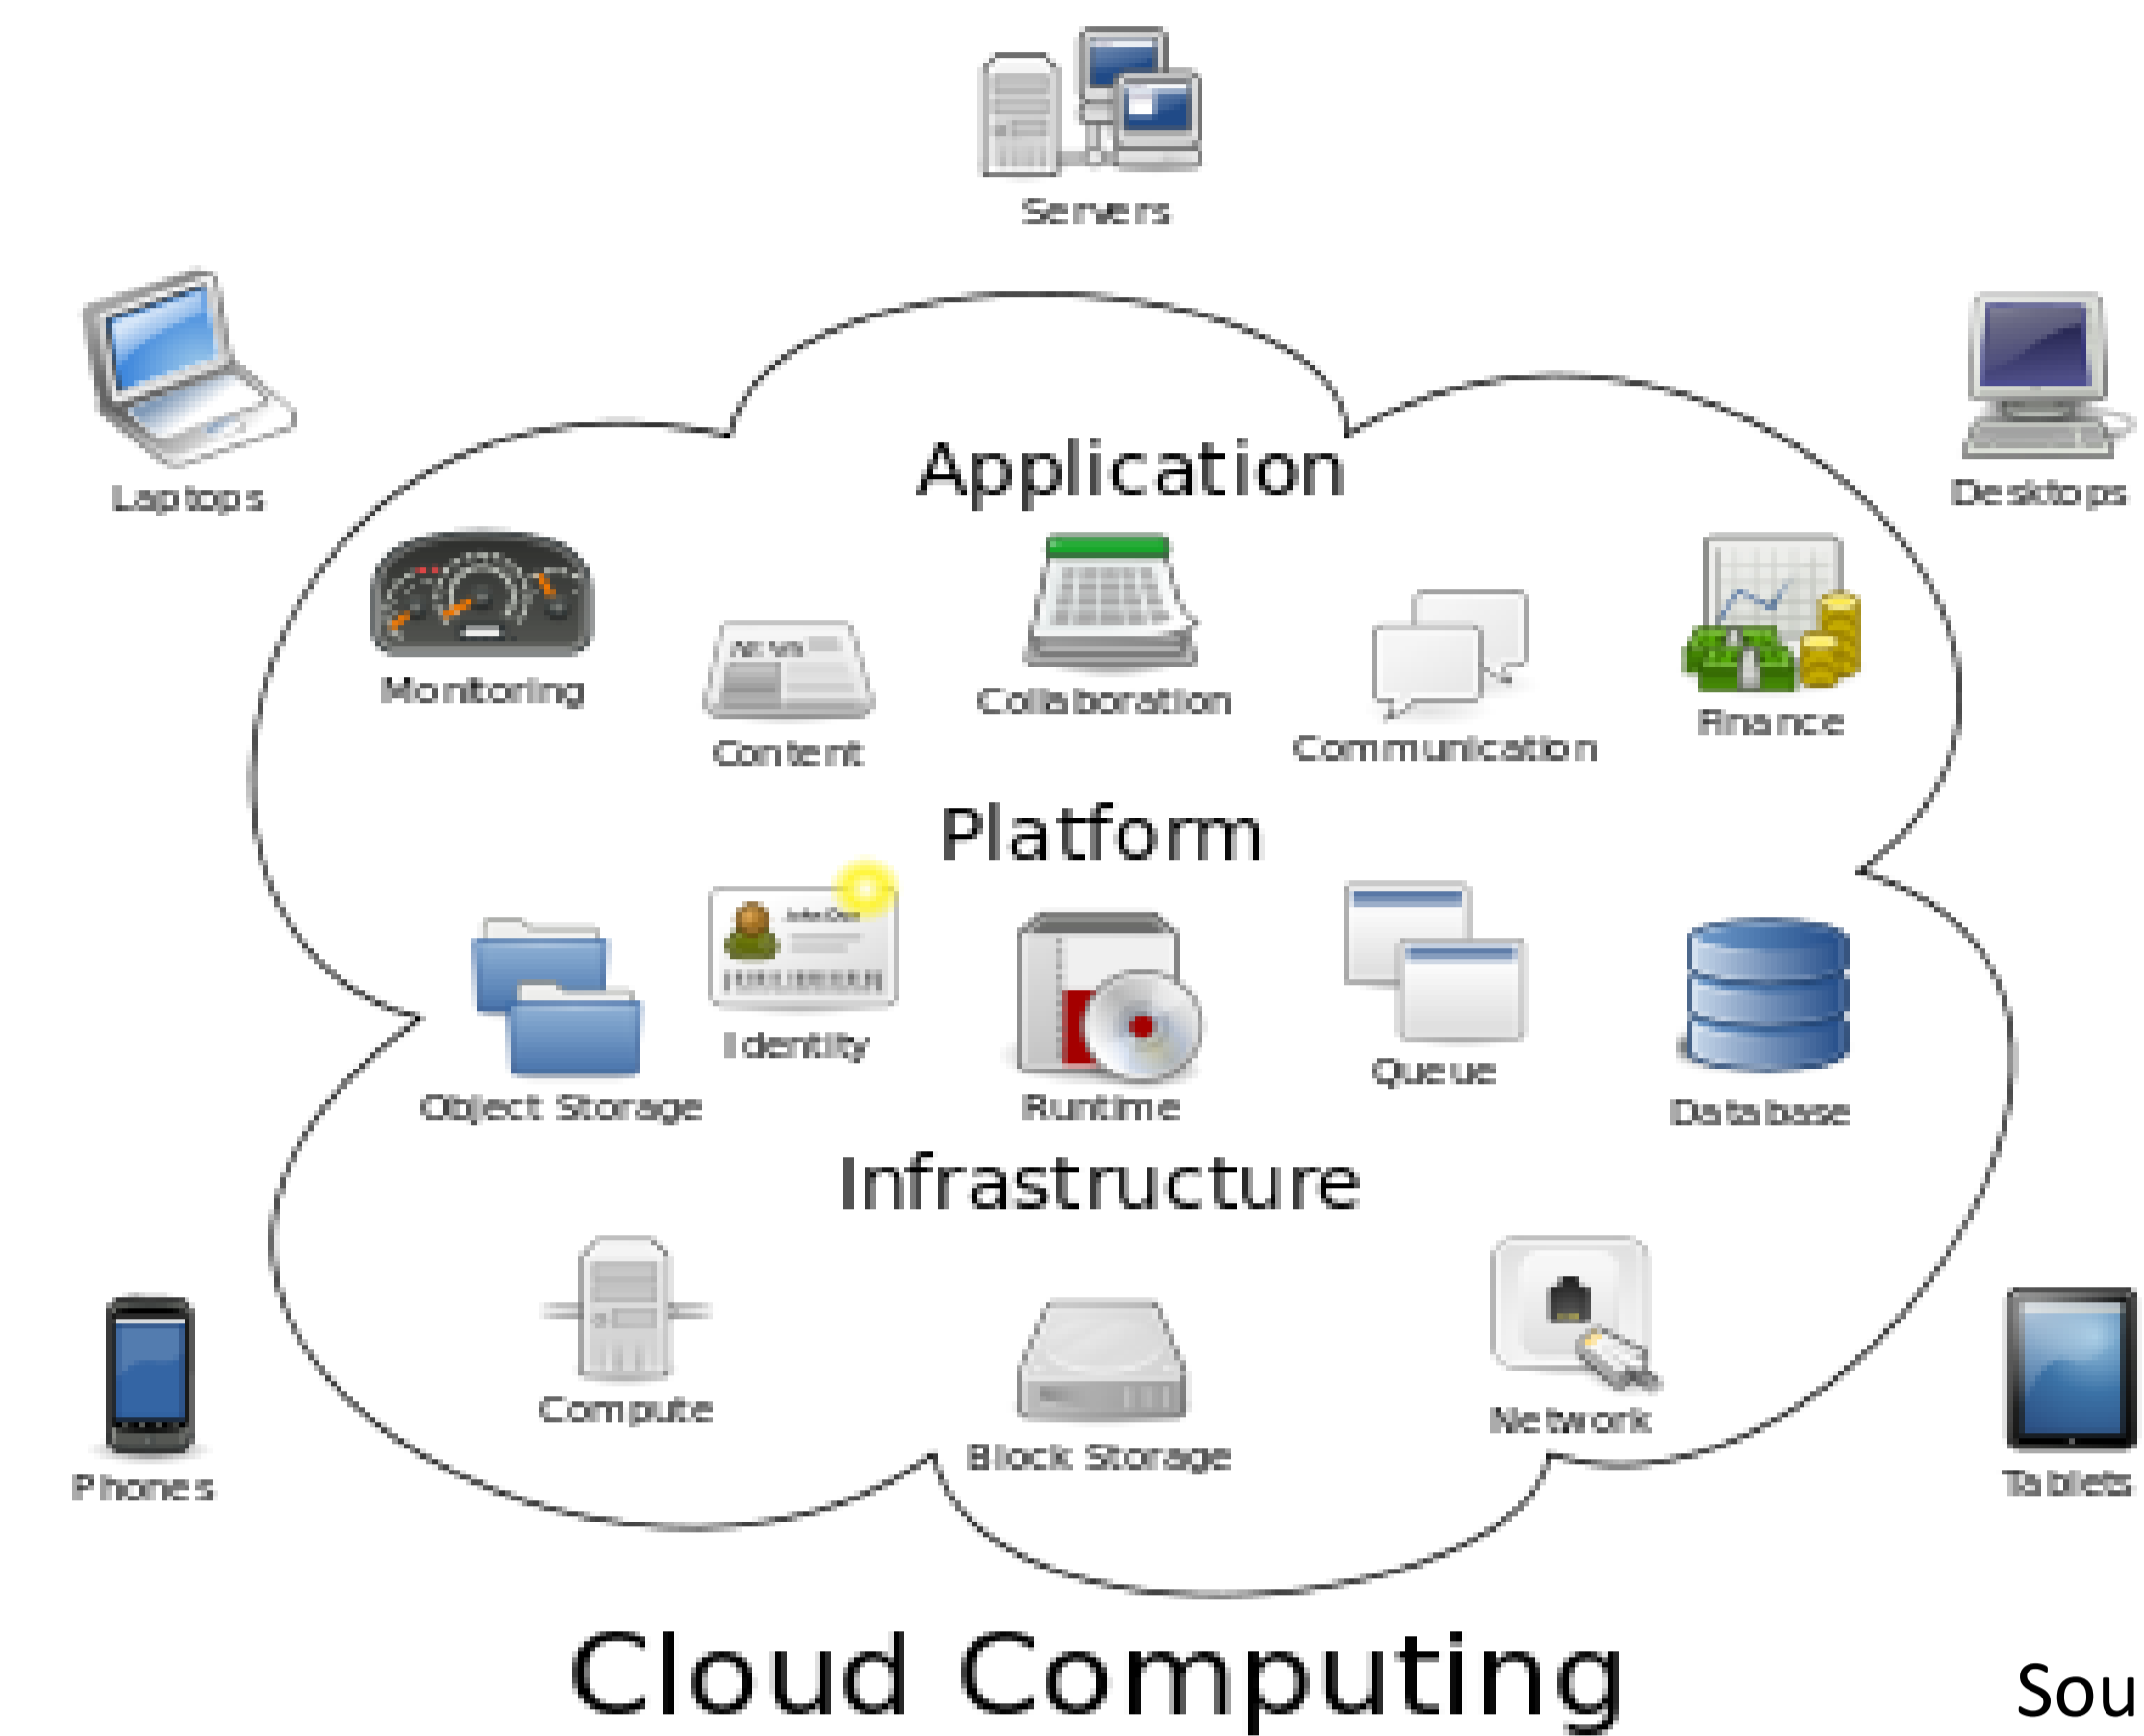 Servers
Laptops
Desktops
Application
Monitoring
Content
Collaboration
Communication
Finance
NEWS
Platform
Object Storage
Identity
Runtime
Queue
Database
Infrastructure
Compute
Block Storage
Network
Phones
Tablets
Cloud Computing
Sou